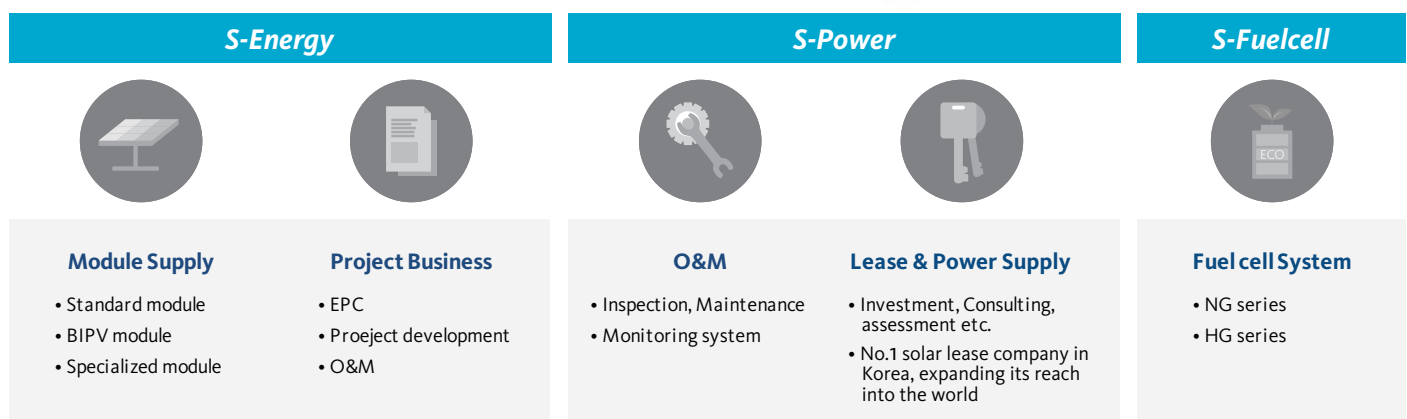 S-Energy
S-Power
S-Fuelcell
ECO
Module Supply
• Standard module
• BIPV module
• Specialized module
Project Business
• EPC
• Proeject development
• O&M
O&M
• Inspection, Maintenance
• Monitoring system
Lease & Power Supply
• Investment, Consulting,
assessment etc.
• No.1 solar lease company in
Korea, expanding its reach
into the world
Fuel cell System
• NG series
• HG series